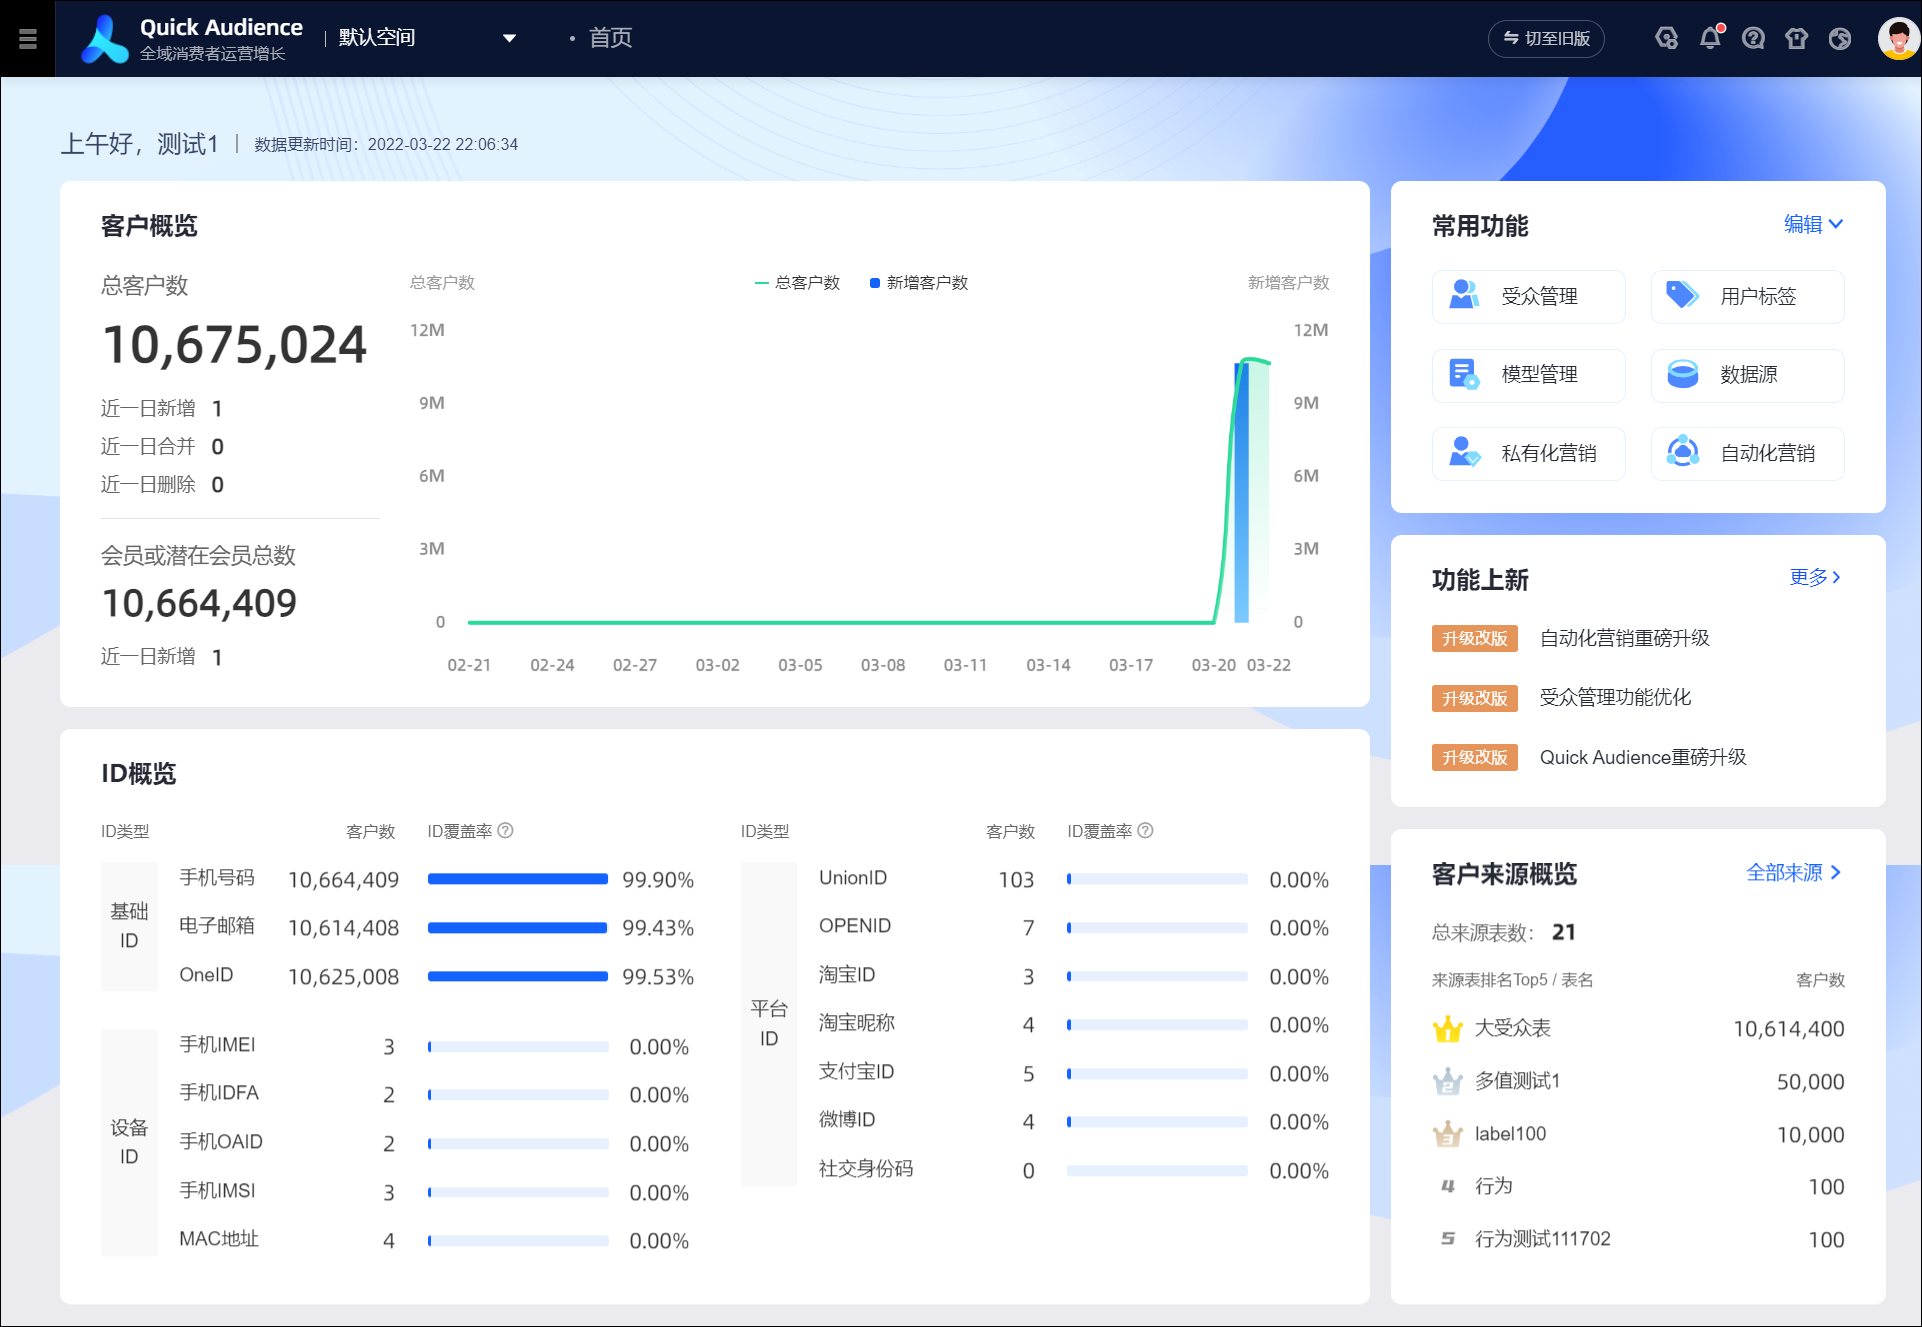 Quick Audience
全域消费者运营增长
默认空间
首页
切至旧版
上午好，测试1
数据更新时间：2022-03-22 22:06:34
客户概览
总客户数
10,675,024
近一日新增 1
近一日合并 0
近一日删除 0
会员或潜在会员总数
10,664,409
近一日新增 1
总客户数
总客户数
新增客户数
新增客户数
12M
12M
9M
9M
6M
6M
3M
3M
0
0
02-21 02-24 02-27 03-02 03-05 03-08 03-11 03-14 03-17 03-20 03-22
常用功能
编辑
受众管理
用户标签
模型管理
数据源
私有化营销
自动化营销
功能上新
更多
升级改版 自动化营销重磅升级
升级改版 受众管理功能优化
升级改版 Quick Audience重磅升级
ID概览
ID类型 客户数 ID覆盖率
基础
ID
手机号码 10,664,409 99.90%
电子邮箱 10,614,408 99.43%
OneID 10,625,008 99.53%
设备
ID
手机IMEI 3 0.00%
手机IDFA 2 0.00%
手机OAID 2 0.00%
手机IMSI 3 0.00%
MAC地址 4 0.00%
ID类型 客户数 ID覆盖率
平台
ID
UnionID 103 0.00%
OPENID 7 0.00%
淘宝ID 3 0.00%
淘宝昵称 4 0.00%
支付宝ID 5 0.00%
微博ID 4 0.00%
社交身份码 0 0.00%
客户来源概览
全部来源
总来源表数： 21
来源表排名Top5 / 表名 客户数
1 大受众表 10,614,400
2 多值测试1 50,000
3 label100 10,000
4 行为 100
5 行为测试111702 100